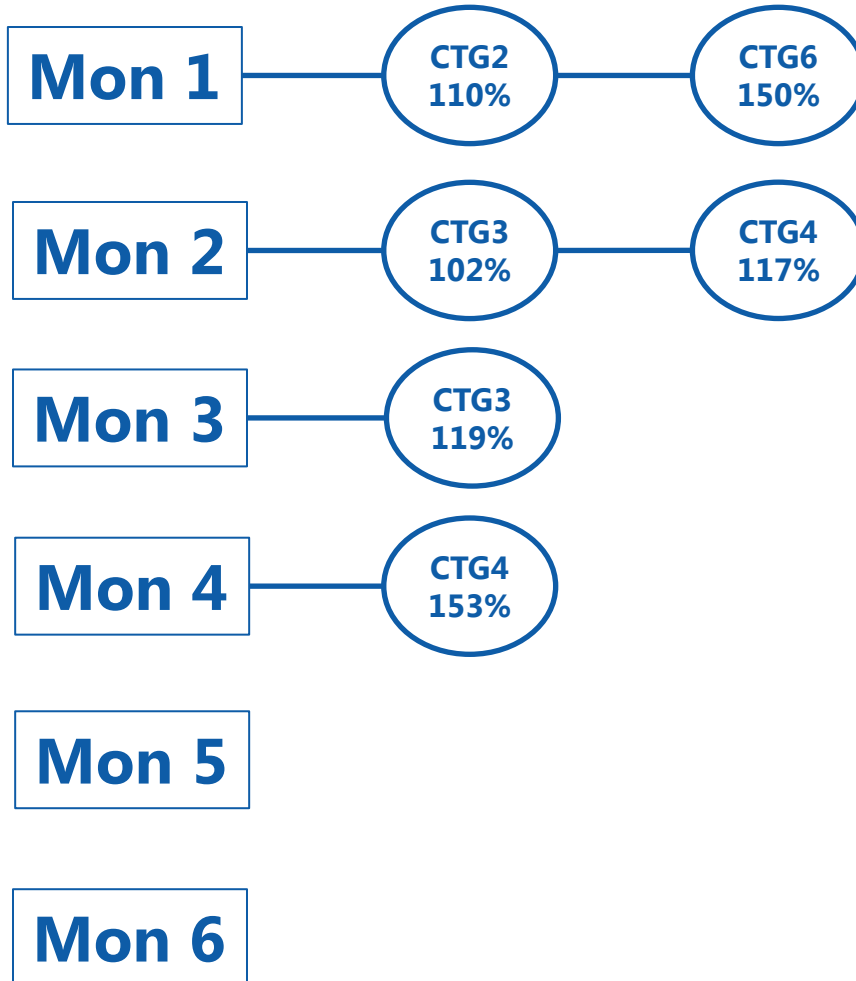 Mon 1
CTG2
110%
CTG6
150%
Mon 2
CTG3
102%
CTG4
117%
Mon 3
CTG3
119%
Mon 4
CTG4
153%
Mon 5
Mon 6